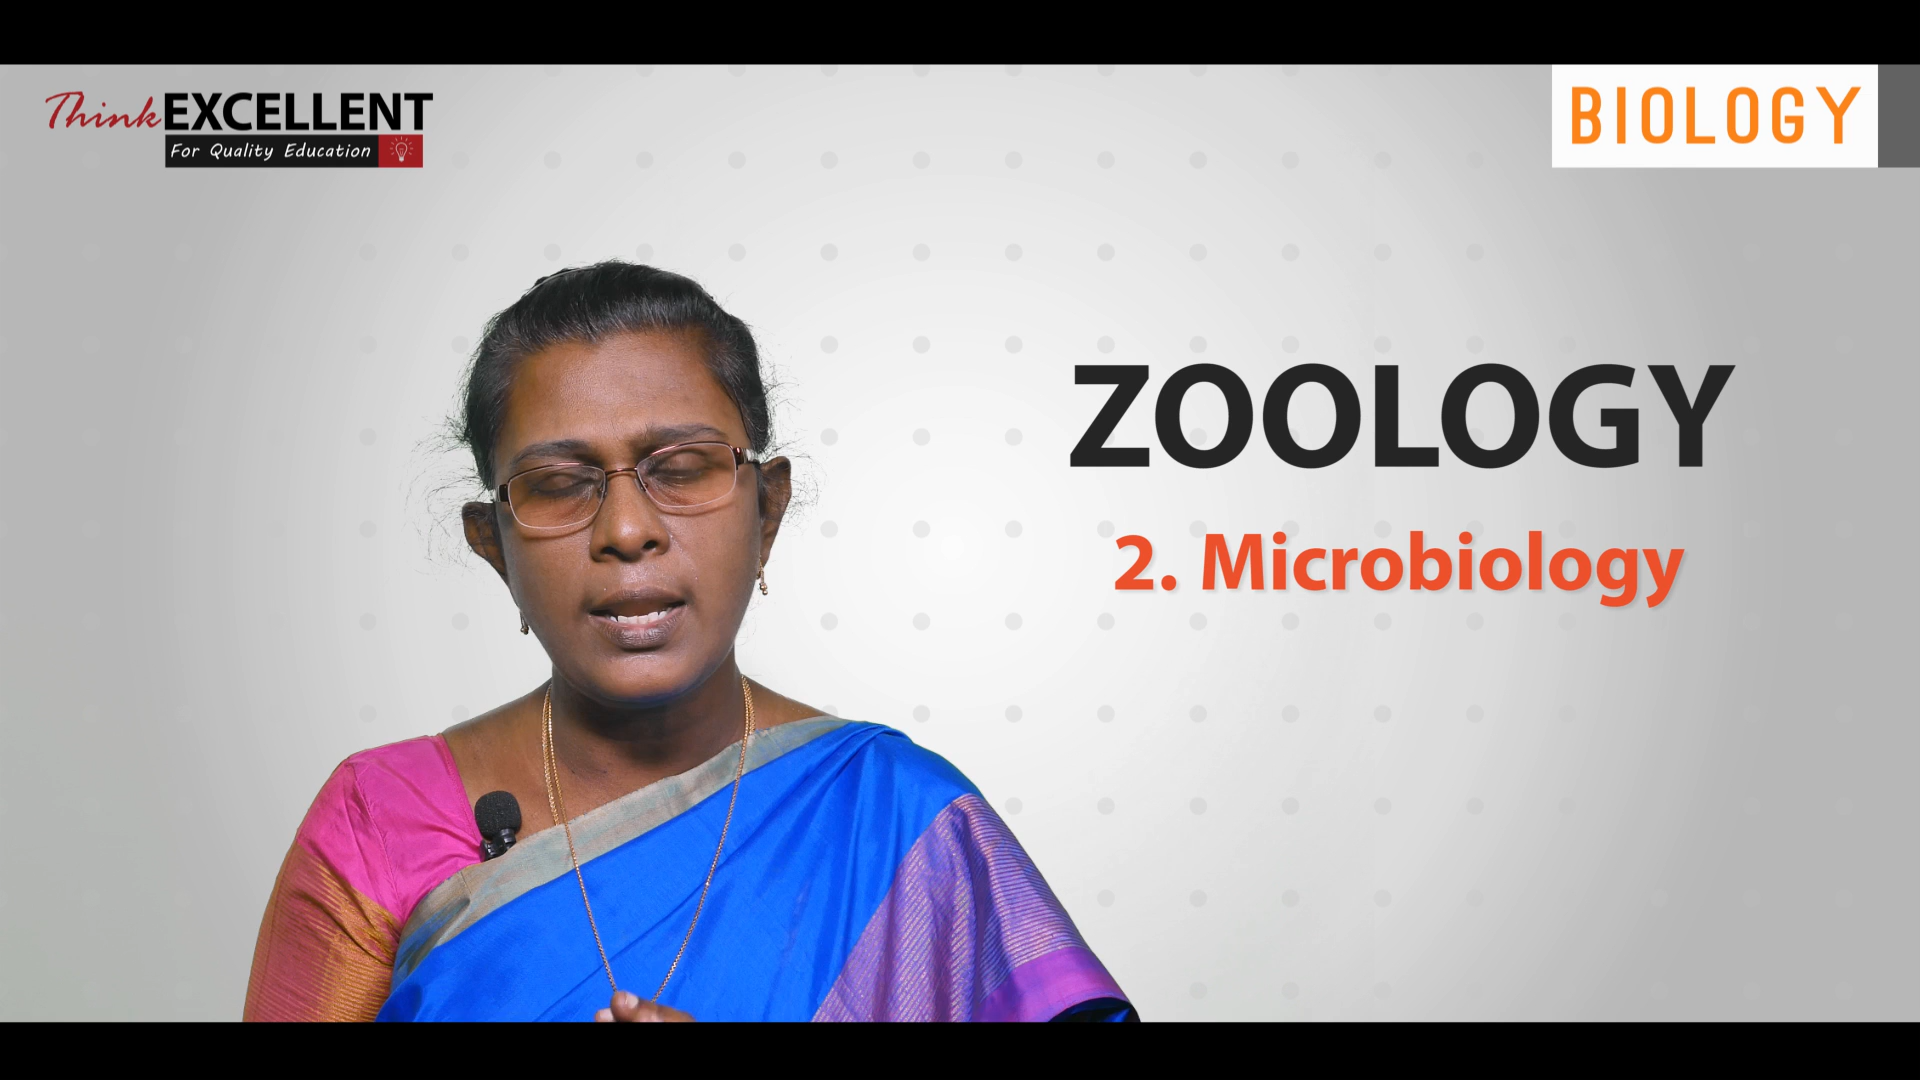 Think EXCELLENT
For Quality Education
BIOLOGY
ZOOLOGY
2. Microbiology